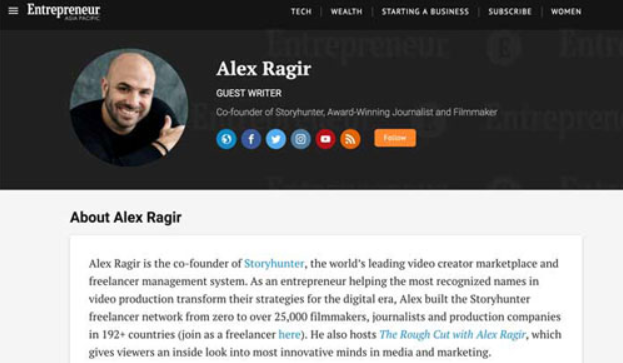 Entrepreneur
ASIA PACIFIC
TECH WEALTH STARTING A BUSINESS SUBSCRIBE WOMEN
Alex Ragir
GUEST WRITER
Co-founder of Storyhunter, Award-Winning Journalist and Filmmaker
Follow
About Alex Ragir
Alex Ragir is the co-founder of Storyhunter, the world's leading video creator marketplace and
freelancer management system. As an entrepreneur helping the most recognized names in
video production transform their strategies for the digital era, Alex built the Storyhunter
freelancer network from zero to over 25,000 filmmakers, journalists and production companies
in 192+ countries (join as a freelancer here). He also hosts The Rough Cut with Alex Ragir, which
gives viewers an inside look into most innovative minds in media and marketing.